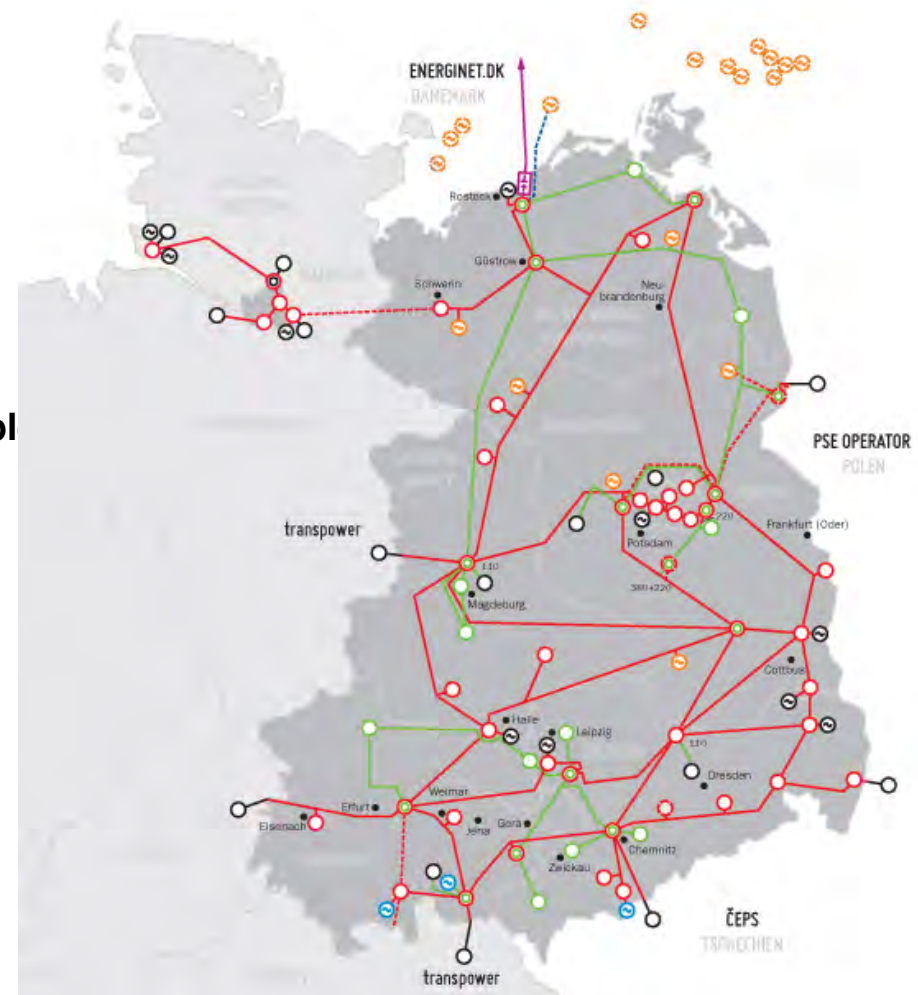 ENERGINET.DK
DÄNEMARK
Rostock
Güstrow
Schwerin
Neu-
brandenburg
PSE OPERATOR
POLEN
transpower
220
Frankfurt (Oder)
Potsdam
110
380+220
Magdeburg
Cottbus
Halle
Leipzig
Dresden
Weimar
Erfurt
Eisenach
Jena
Gera
Chemnitz
Zwickau
ČEPS
TSCHECHIEN
transpower